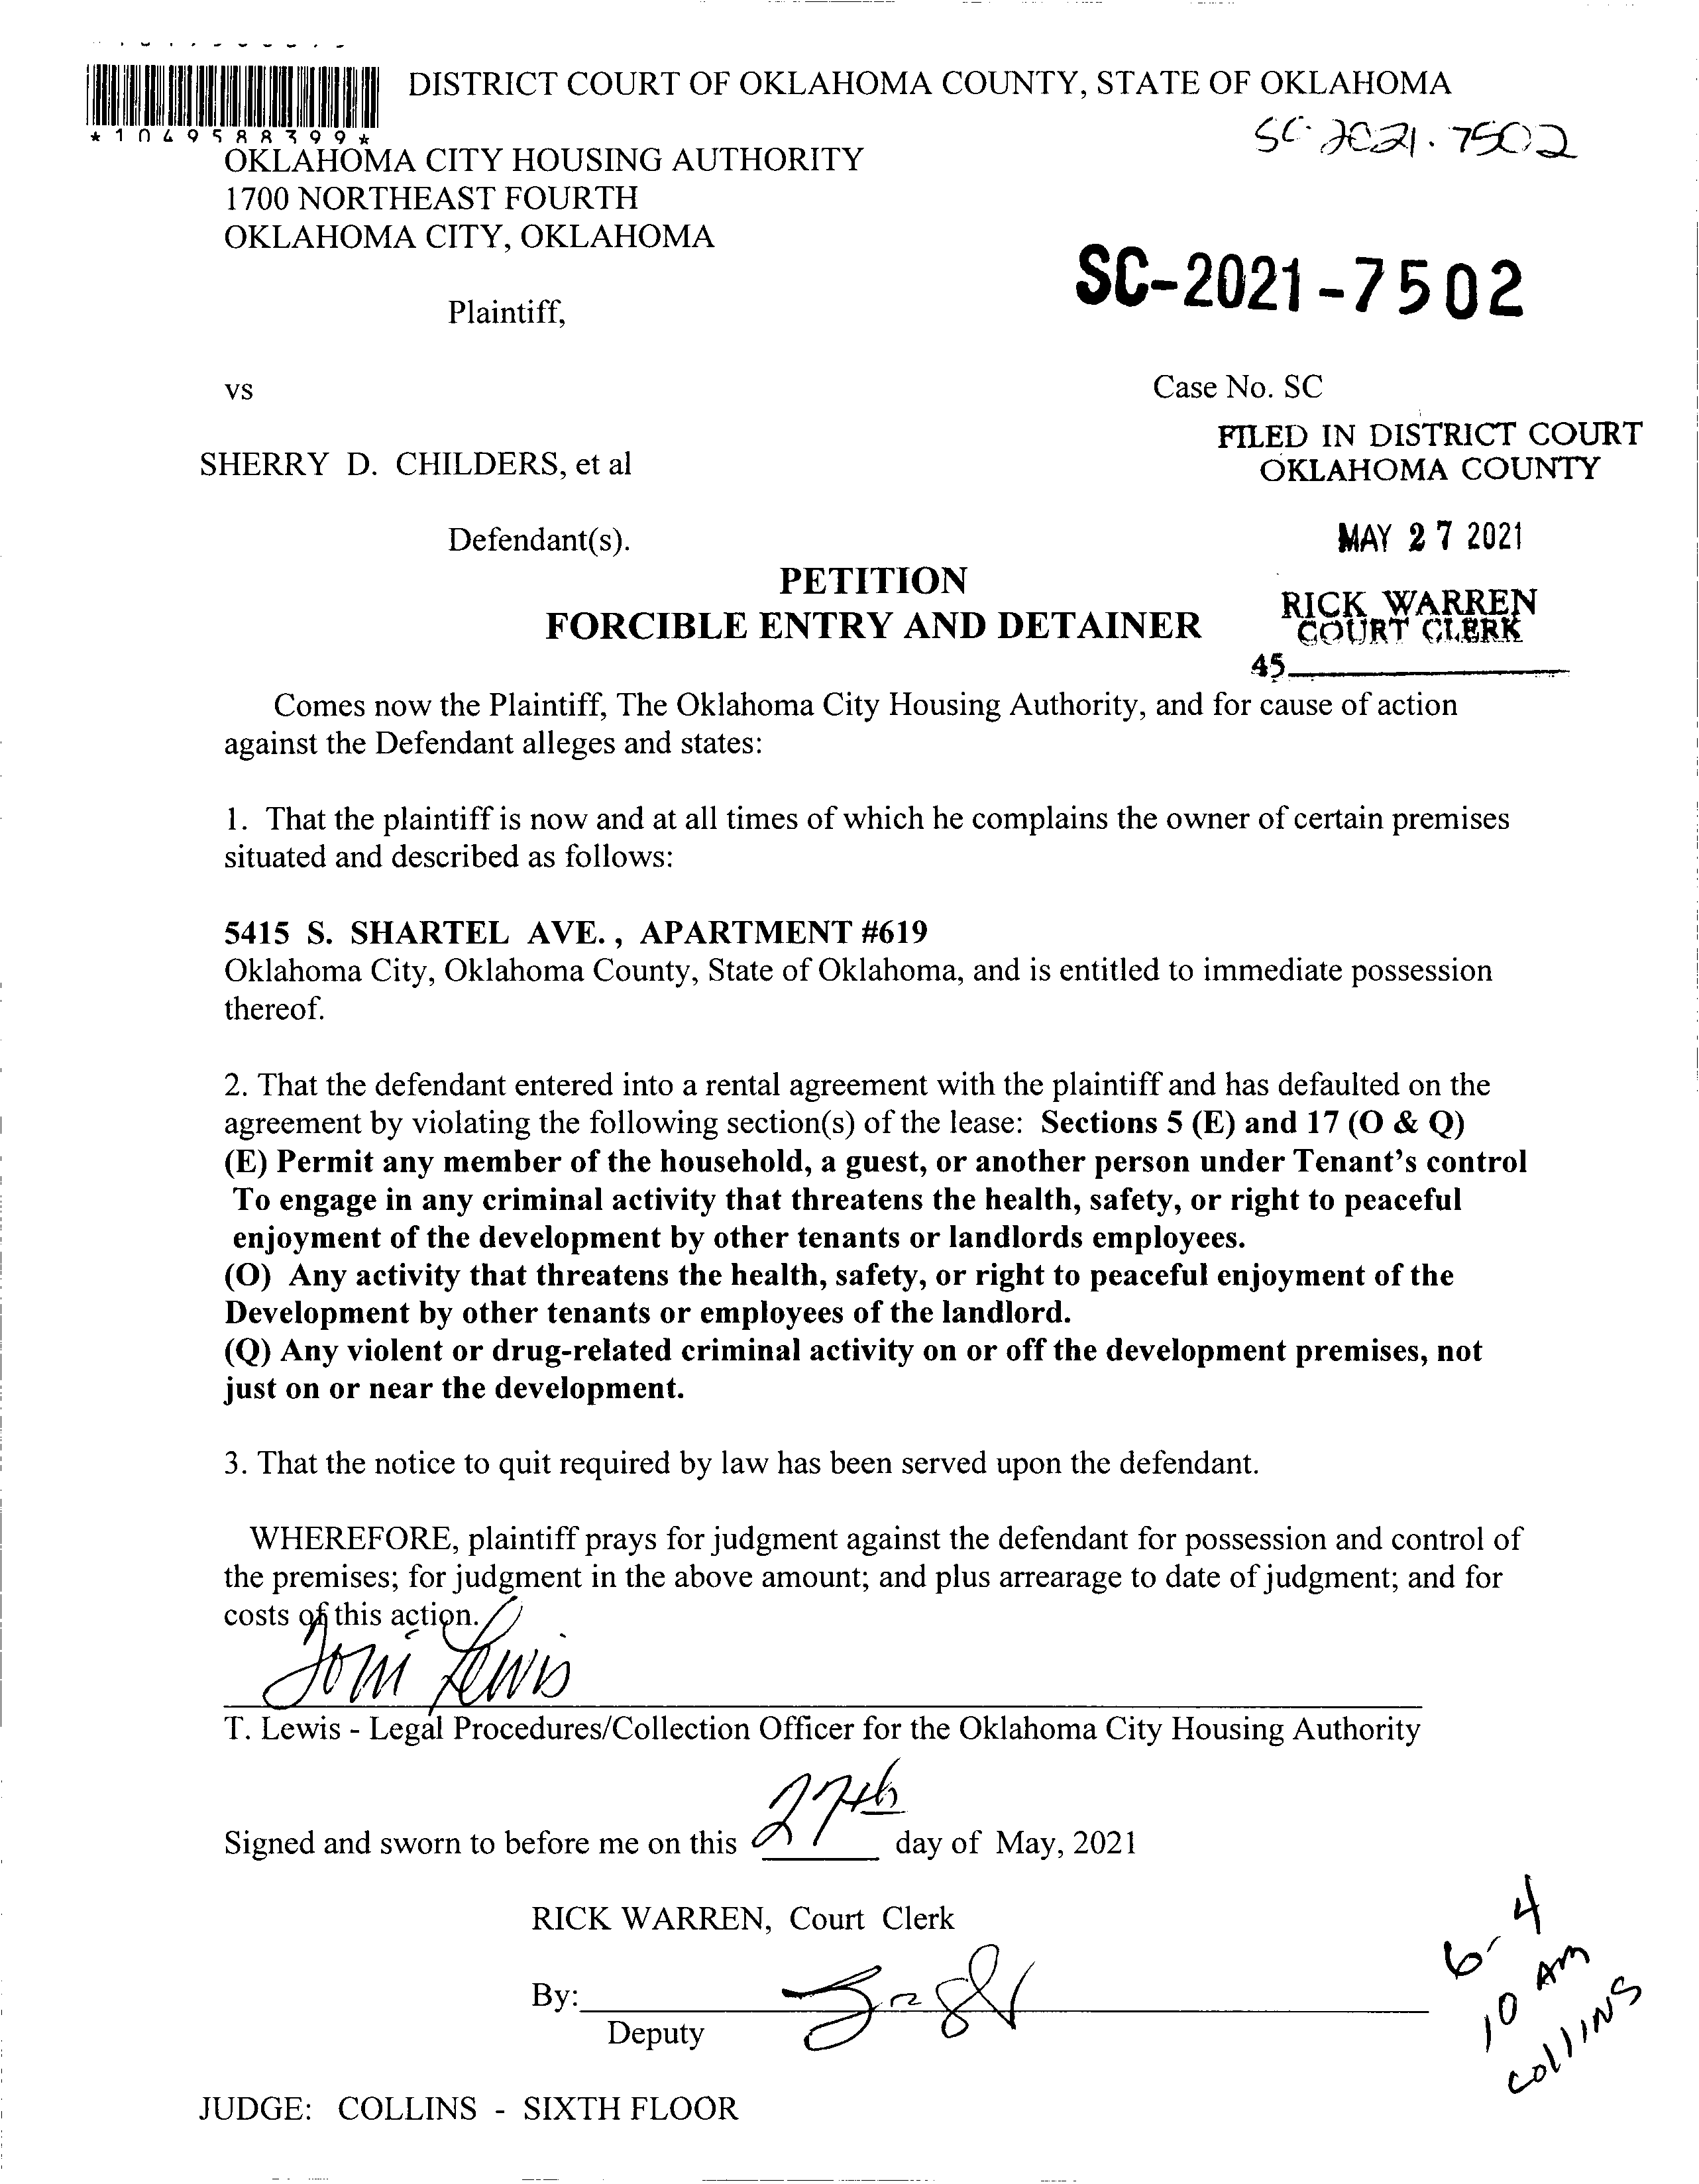 DISTRICT COURT OF OKLAHOMA COUNTY, STATE OF OKLAHOMA
*1049588399*
SC-2021-7502
OKLAHOMA CITY HOUSING AUTHORITY
1700 NORTHEAST FOURTH
OKLAHOMA CITY, OKLAHOMA
SC-2021-7502
Plaintiff,
vs
Case No. SC
FILED IN DISTRICT COURT
OKLAHOMA COUNTY
SHERRY D. CHILDERS, et al
Defendant(s).
MAY 27 2021
PETITION
FORCIBLE ENTRY AND DETAINER
RICK WARREN
COURT CLERK
45
Comes now the Plaintiff, The Oklahoma City Housing Authority, and for cause of action
against the Defendant alleges and states:
1. That the plaintiff is now and at all times of which he complains the owner of certain premises
situated and described as follows:
5415 S. SHARTEL AVE., APARTMENT #619
Oklahoma City, Oklahoma County, State of Oklahoma, and is entitled to immediate possession
thereof.
2. That the defendant entered into a rental agreement with the plaintiff and has defaulted on the
agreement by violating the following section(s) of the lease: Sections 5 (E) and 17 (O & Q)
(E) Permit any member of the household, a guest, or another person under Tenant's control
To engage in any criminal activity that threatens the health, safety, or right to peaceful
enjoyment of the development by other tenants or landlords employees.
(O) Any activity that threatens the health, safety, or right to peaceful enjoyment of the
Development by other tenants or employees of the landlord.
(Q) Any violent or drug-related criminal activity on or off the development premises, not
just on or near the development.
3. That the notice to quit required by law has been served upon the defendant.
WHEREFORE, plaintiff prays for judgment against the defendant for possession and control of
the premises; for judgment in the above amount; and plus arrearage to date of judgment; and for
costs of this action.
Toni Lewis
T. Lewis - Legal Procedures/Collection Officer for the Oklahoma City Housing Authority
Signed and sworn to before me on this 27th day of May, 2021
RICK WARREN, Court Clerk
By:
Deputy
6-4
10 AM
Collins
JUDGE: COLLINS - SIXTH FLOOR